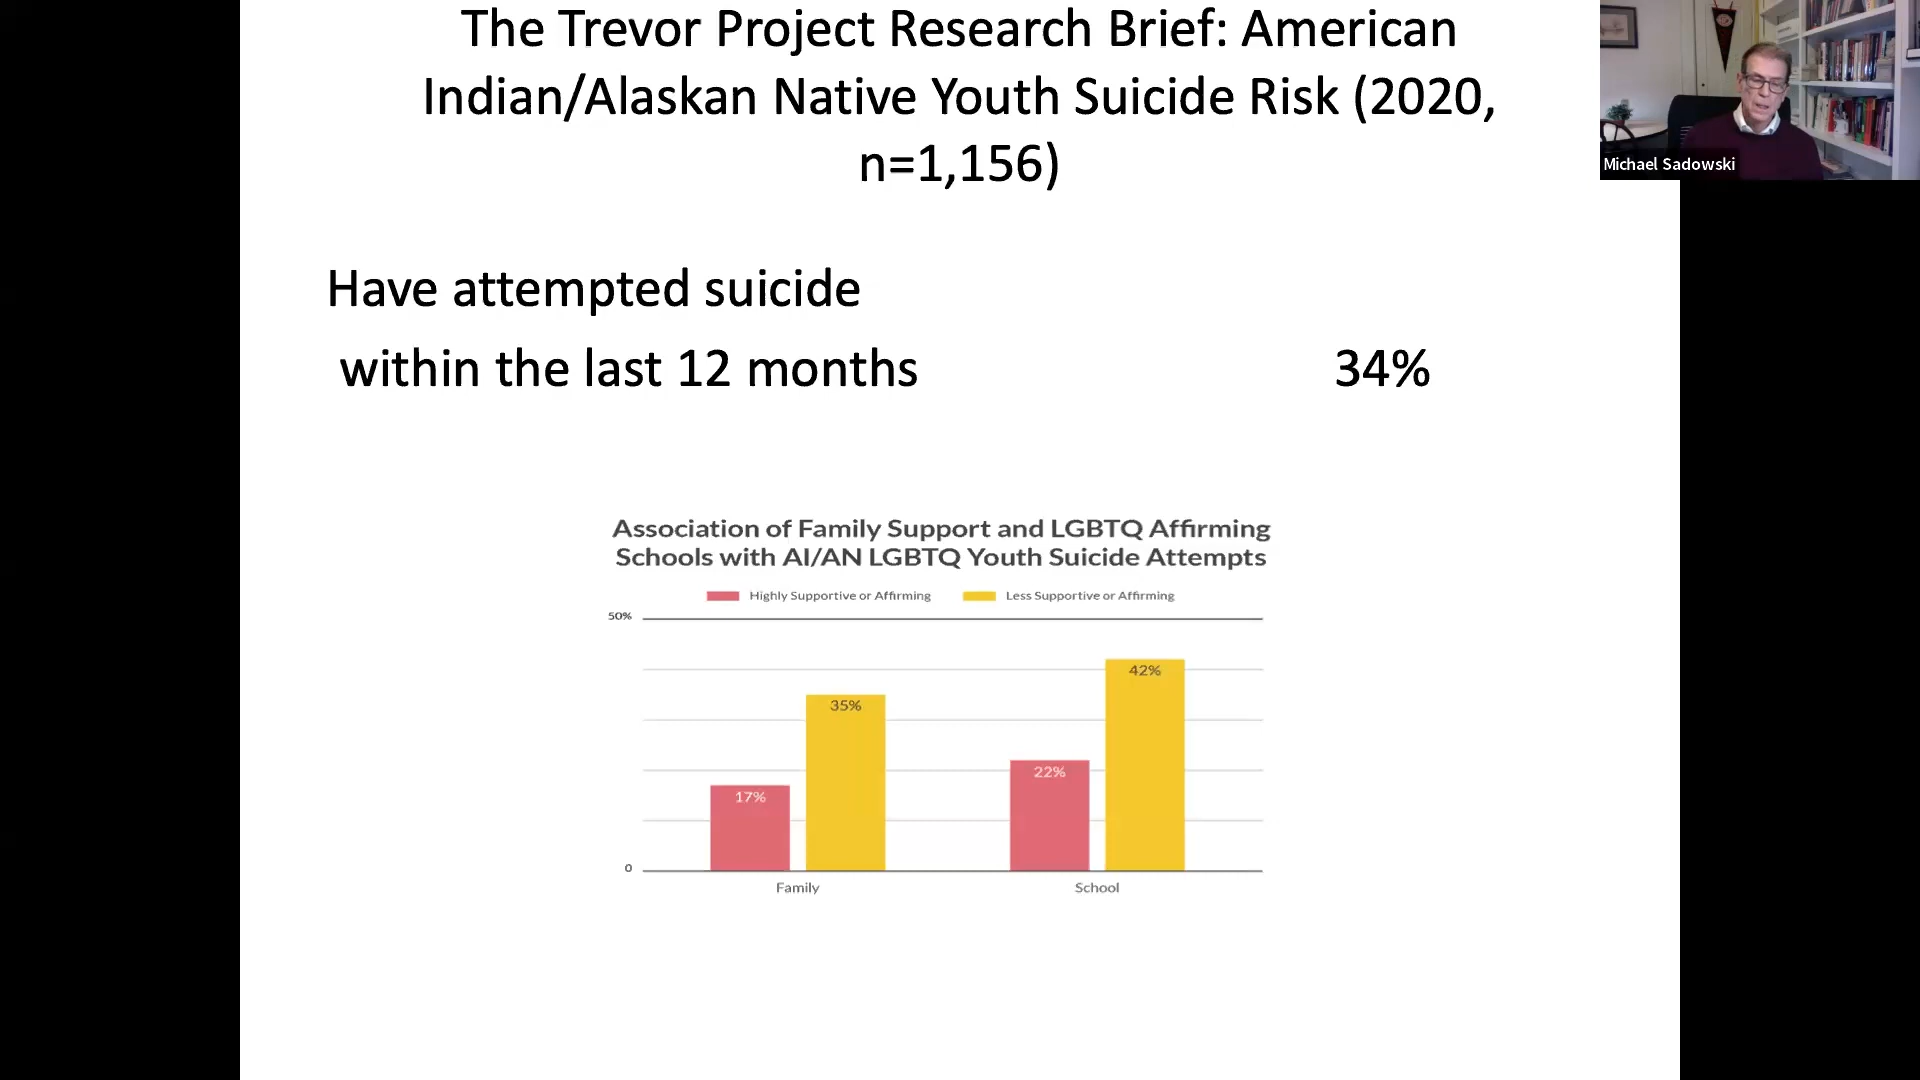 The Trevor Project Research Brief: American
Indian/Alaskan Native Youth Suicide Risk (2020,
n=1,156)
Michael Sadowski
Have attempted suicide
within the last 12 months 34%
Association of Family Support and LGBTQ Affirming
Schools with AI/AN LGBTQ Youth Suicide Attempts
Highly Supportive or Affirming Less Supportive or Affirming
50%
42%
35%
22%
17%
0
Family School